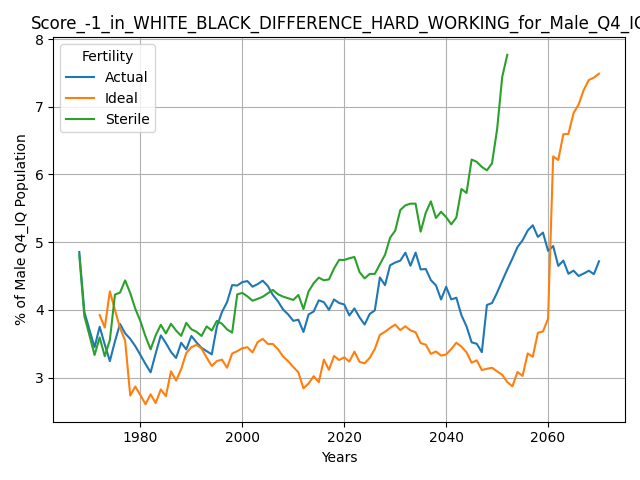 Score_-1_in_WHITE_BLACK_DIFFERENCE_HARD_WORKING_for_Male_Q4_IQ
Fertility
Actual
Ideal
Sterile
% of Male Q4_IQ Population
8
7
6
5
4
3
1980
2000
2020
2040
2060
Years